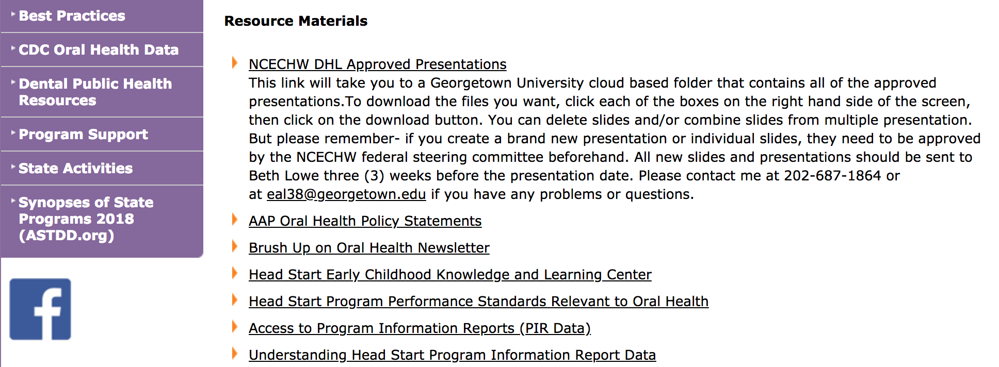 Best Practices
CDC Oral Health Data
Dental Public Health
Resources
Program Support
State Activities
Synopses of State
Programs 2018
(ASTDD.org)
Resource Materials
NCECHW DHL Approved Presentations
This link will take you to a Georgetown University cloud based folder that contains all of the approved
presentations.To download the files you want, click each of the boxes on the right hand side of the screen,
then click on the download button. You can delete slides and/or combine slides from multiple presentation.
But please remember- if you create a brand new presentation or individual slides, they need to be approved
by the NCECHW federal steering committee beforehand. All new slides and presentations should be sent to
Beth Lowe three (3) weeks before the presentation date. Please contact me at 202-687-1864 or
at eal38@georgetown.edu if you have any problems or questions.
AAP Oral Health Policy Statements
Brush Up on Oral Health Newsletter
Head Start Early Childhood Knowledge and Learning Center
Head Start Program Performance Standards Relevant to Oral Health
Access to Program Information Reports (PIR Data)
Understanding Head Start Program Information Report Data